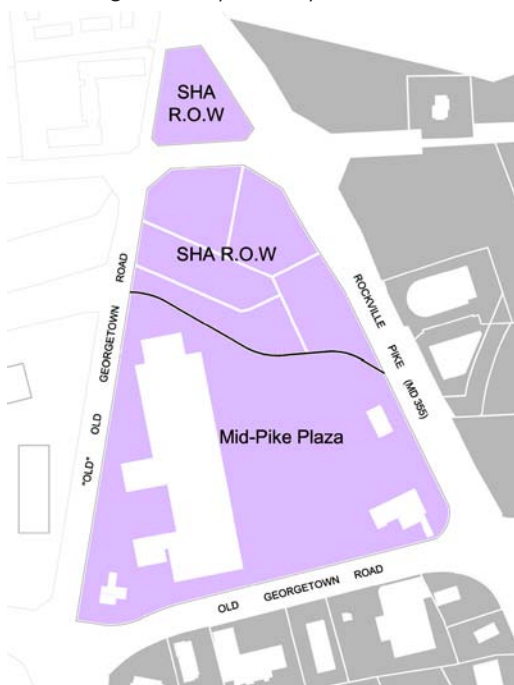 SHA
R.O.W
SHA R.O.W
"OLD" OLD GEORGETOWN ROAD
ROCKVILLE PIKE (MD 355)
Mid-Pike Plaza
OLD GEORGETOWN ROAD